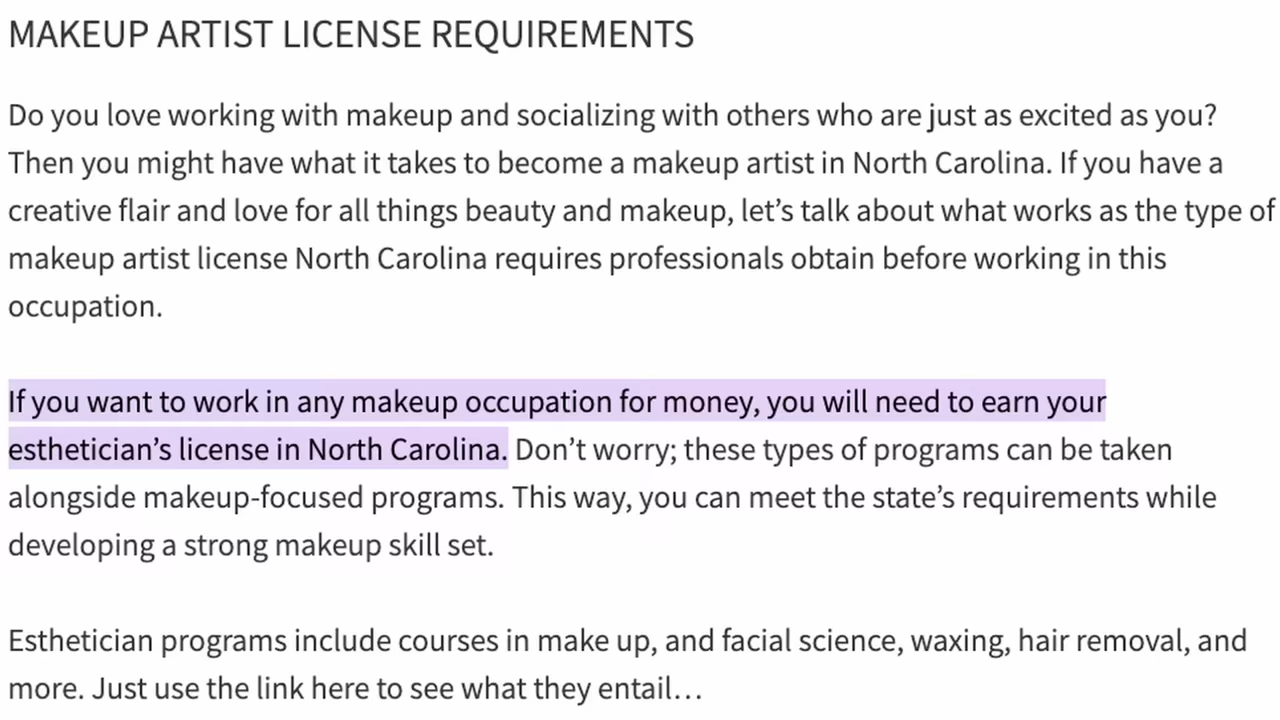 MAKEUP ARTIST LICENSE REQUIREMENTS
Do you love working with makeup and socializing with others who are just as excited as you?
Then you might have what it takes to become a makeup artist in North Carolina. If you have a
creative flair and love for all things beauty and makeup, let’s talk about what works as the type of
makeup artist license North Carolina requires professionals obtain before working in this
occupation.
If you want to work in any makeup occupation for money, you will need to earn your
esthetician’s license in North Carolina. Don’t worry; these types of programs can be taken
alongside makeup-focused programs. This way, you can meet the state’s requirements while
developing a strong makeup skill set.
Esthetician programs include courses in make up, and facial science, waxing, hair removal, and
more. Just use the link here to see what they entail…